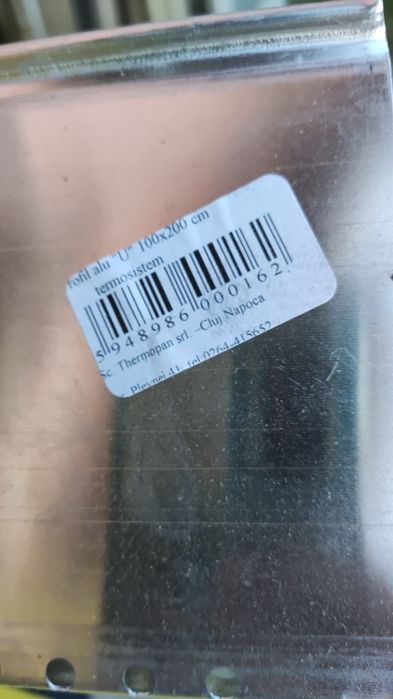 rofil alu "U" 100x200 cm
termosistem
5 948986 000162
Sc. Thermopan srl. -Cluj Napoca
Plevnei 41, tel:0264-415652